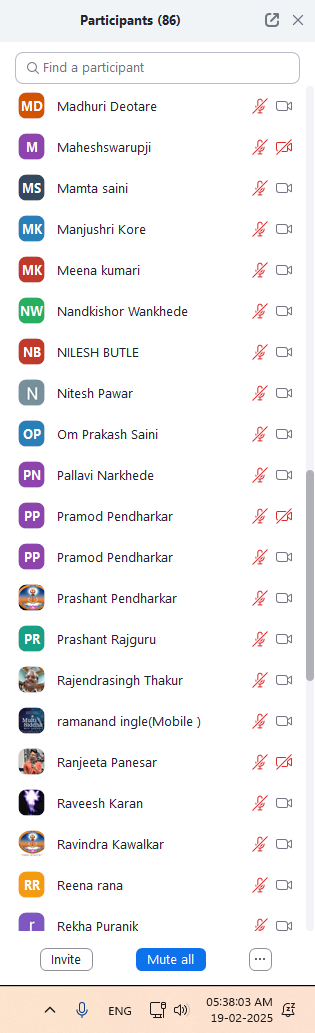 Participants (86)
Find a participant
MD Madhuri Deotare
M Maheshswarupji
MS Mamta saini
MK Manjushri Kore
MK Meena kumari
NW Nandkishor Wankhede
NB NILESH BUTLE
N Nitesh Pawar
OP Om Prakash Saini
PN Pallavi Narkhede
PP Pramod Pendharkar
PP Pramod Pendharkar
Prashant Pendharkar
PR Prashant Rajguru
Rajendrasingh Thakur
ramanand ingle(Mobile )
Ranjeeta Panesar
Raveesh Karan
Ravindra Kawalkar
RR Reena rana
r Rekha Puranik
Invite Mute all ...
ENG 05:38:03 AM
19-02-2025